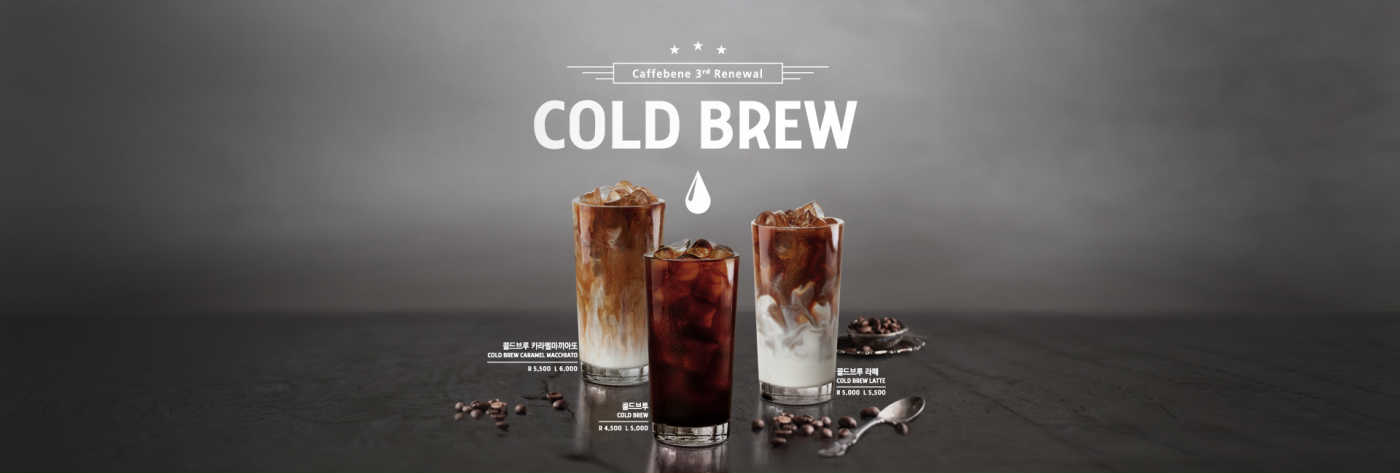 Caffebene 3rd Renewal
COLD BREW
콜드브루 카라멜마끼아또
COLD BREW CARAMEL MACCHIATO
R 5,500 L 6,000
콜드브루
COLD BREW
R 4,500 L 5,000
콜드브루 라떼
COLD BREW LATTE
R 5,000 L 5,500